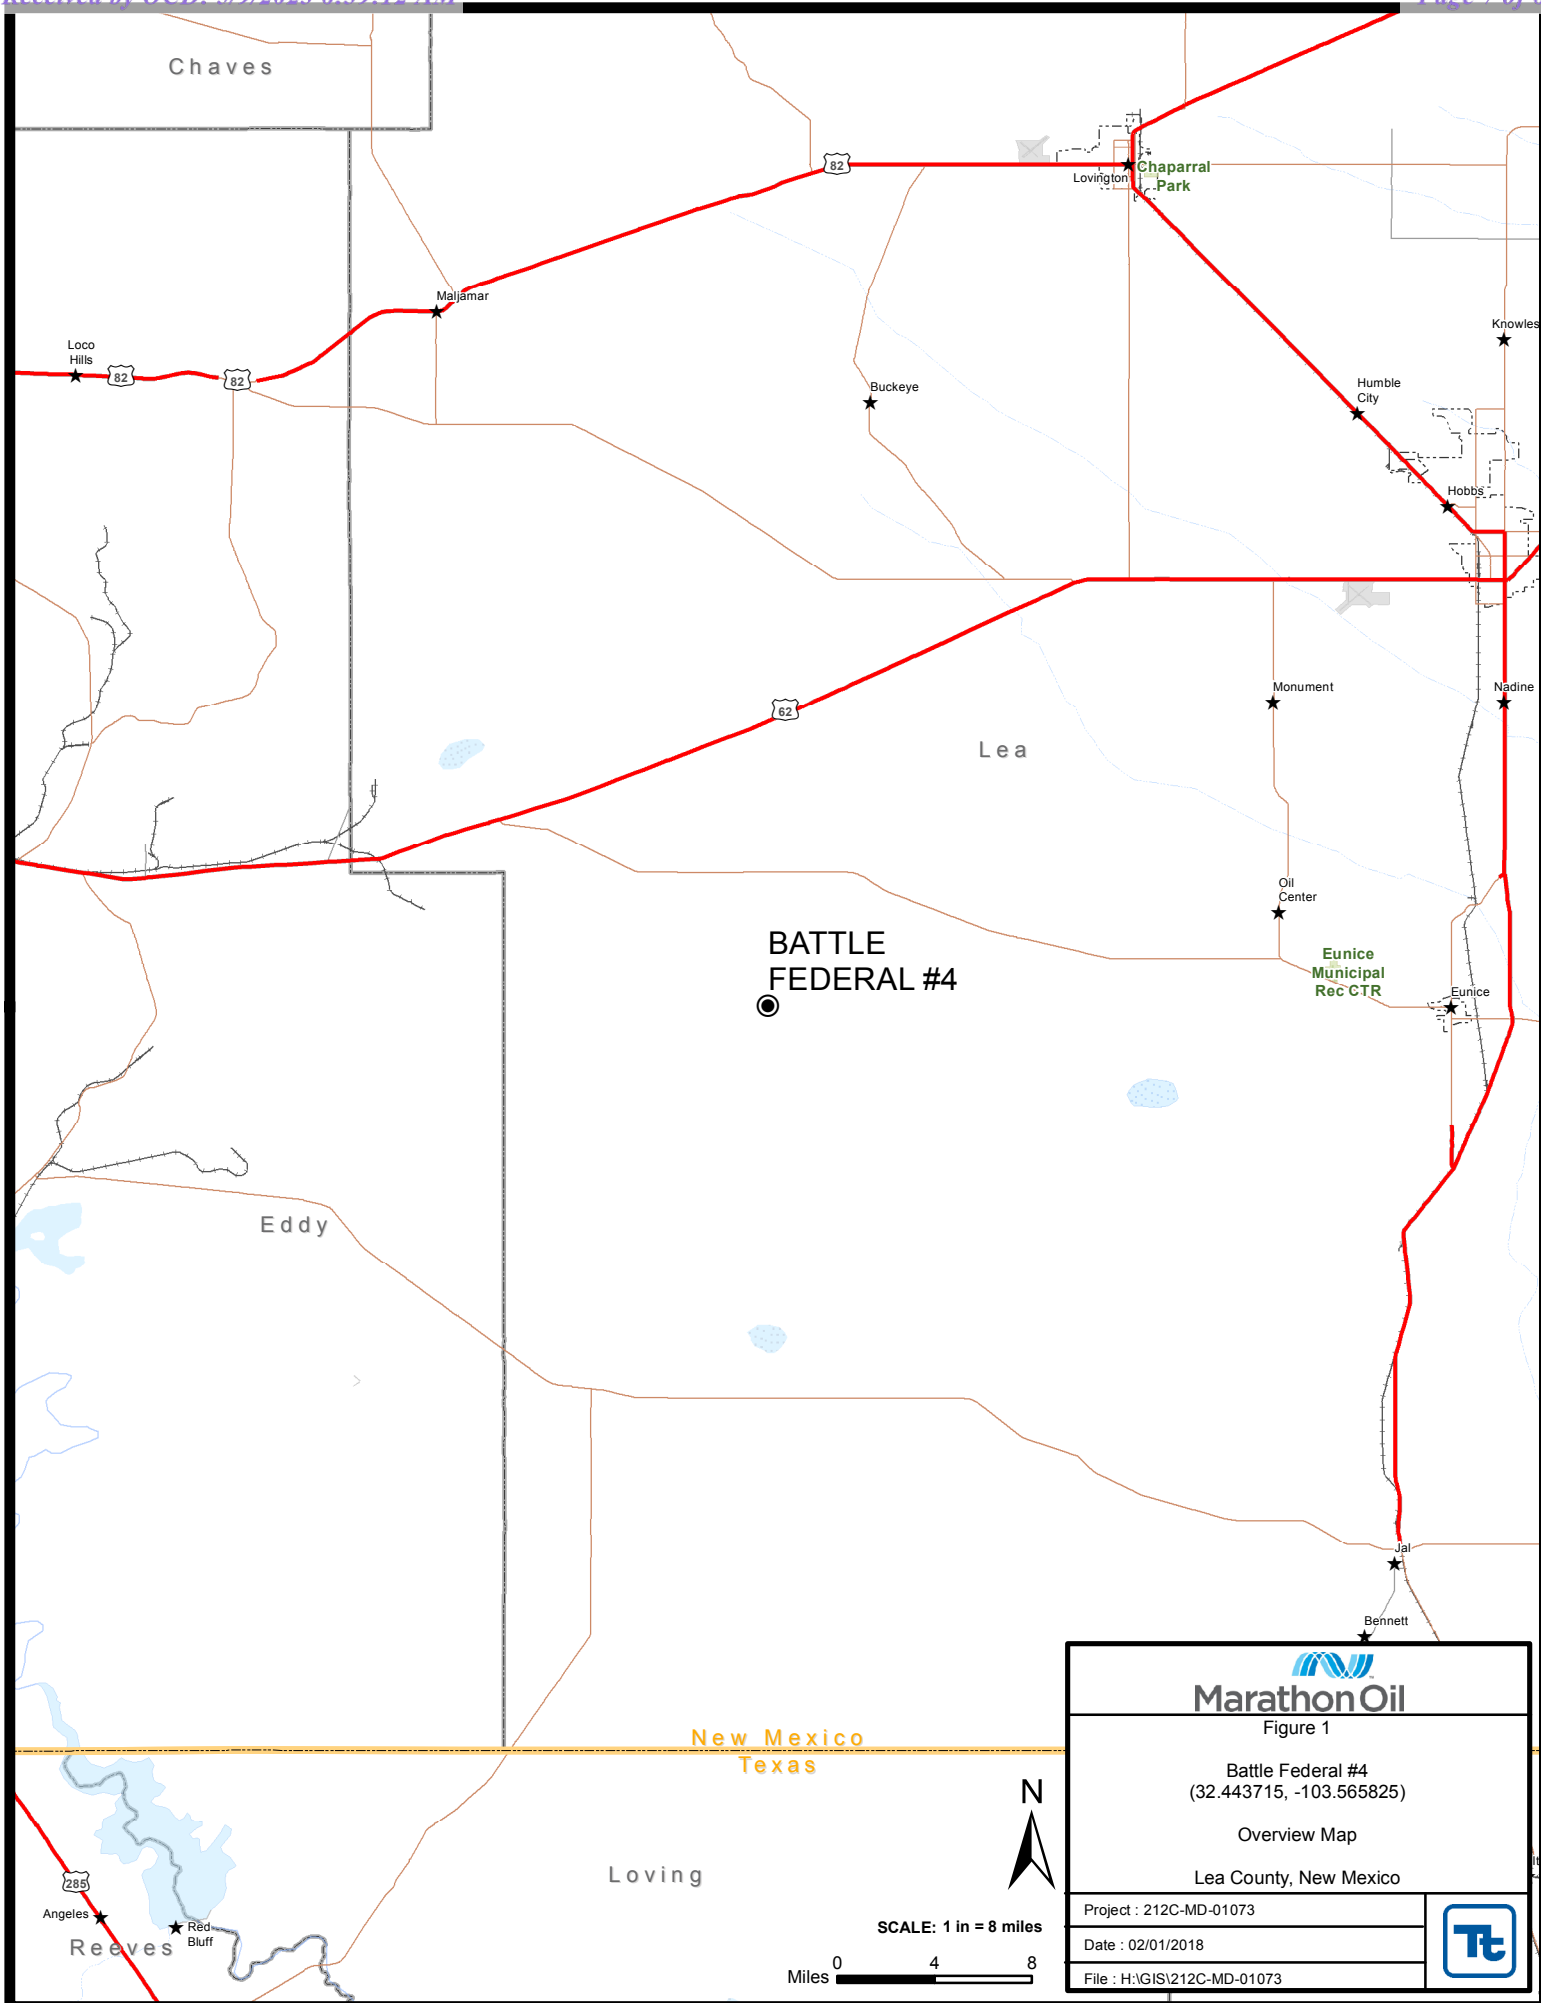 Chaves
82
Lovington
Chaparral
Park
Maljamar
Loco
Hills
82
82
Knowles
Buckeye
Humble
City
Hobbs
62
Monument
Nadine
Lea
Oil
Center
BATTLE
FEDERAL #4
Eunice
Municipal
Rec CTR
Eunice
Eddy
Jal
Bennett
New Mexico
Texas
Loving
285
Angeles
Red
Bluff
Reeves
N
SCALE: 1 in = 8 miles
0 4 8
Miles
Marathon Oil
Figure 1
Battle Federal #4
(32.443715, -103.565825)
Overview Map
Lea County, New Mexico
Project : 212C-MD-01073
Date : 02/01/2018
File : H:\GIS\212C-MD-01073
Tt